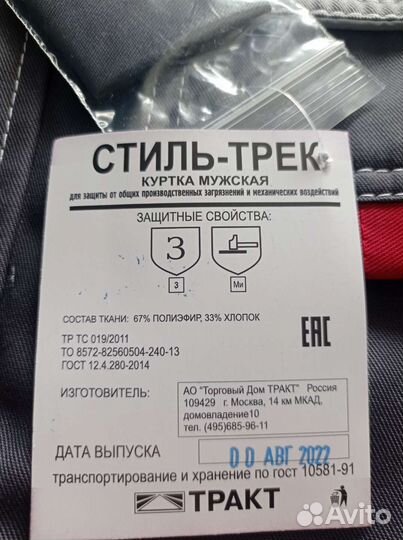 СТИЛЬ-ТРЕК
КУРТКА МУЖСКАЯ
для защиты от общих производственных загрязнений и механических воздействий
ЗАЩИТНЫЕ СВОЙСТВА:
З
З Ми
СОСТАВ ТКАНИ: 67% ПОЛИЭФИР, 33% ХЛОПОК
ТР ТС 019/2011
ТО 8572-82560504-240-13
ГОСТ 12.4.280-2014
EAC
ИЗГОТОВИТЕЛЬ:
АО "Торговый Дом ТРАКТ" Россия
109429 г. Москва, 14 км МКАД,
домовладение10
тел. (495)685-96-11
ДАТА ВЫПУСКА
00 АВГ 2022
транспортирование и хранение по гост 10581-91
ТРАКТ
Avito